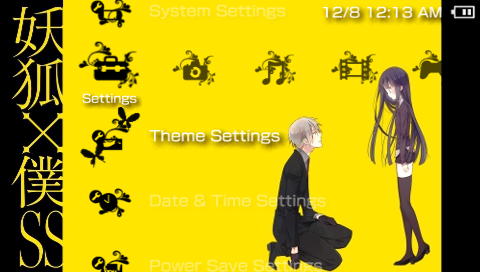 妖狐×僕SS
System Settings
12/8 12:13 AM
Settings
Theme Settings
Date & Time Settings
Power Save Settings